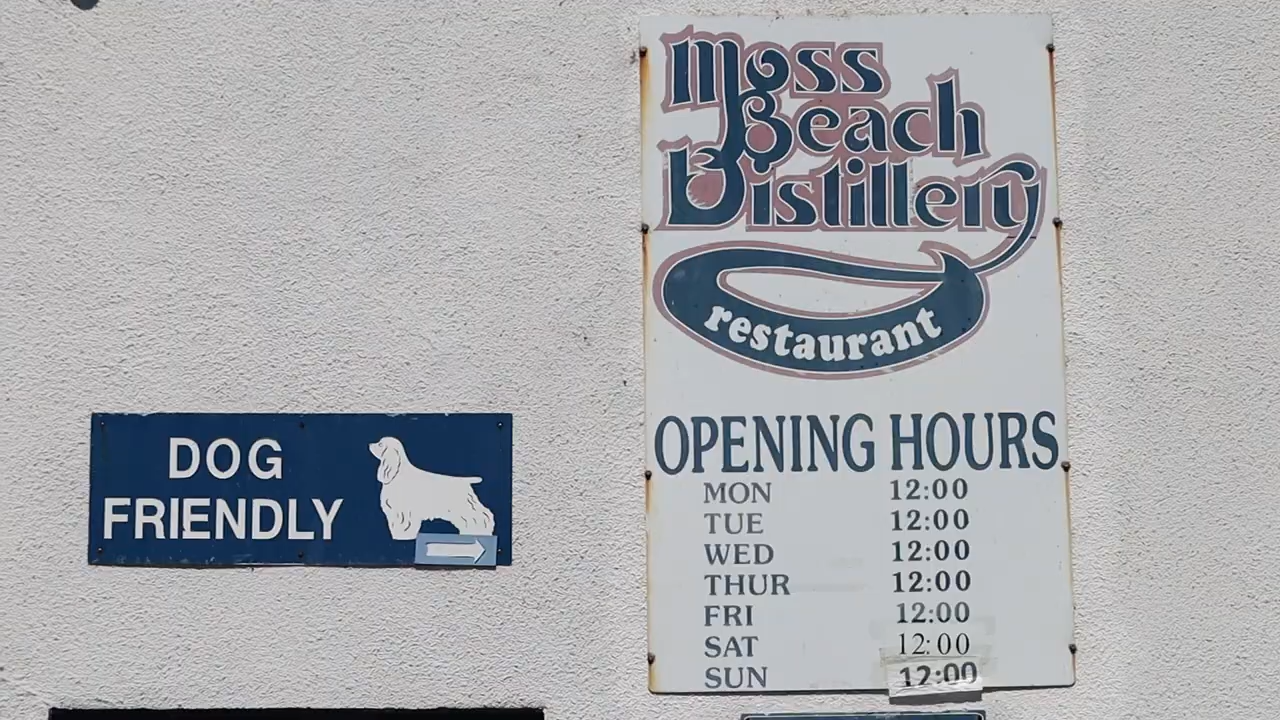 Moss
Beach
Distillery
restaurant
OPENING HOURS
MON 12:00
TUE 12:00
WED 12:00
THUR 12:00
FRI 12:00
SAT 12:00
SUN 12:00
DOG
FRIENDLY